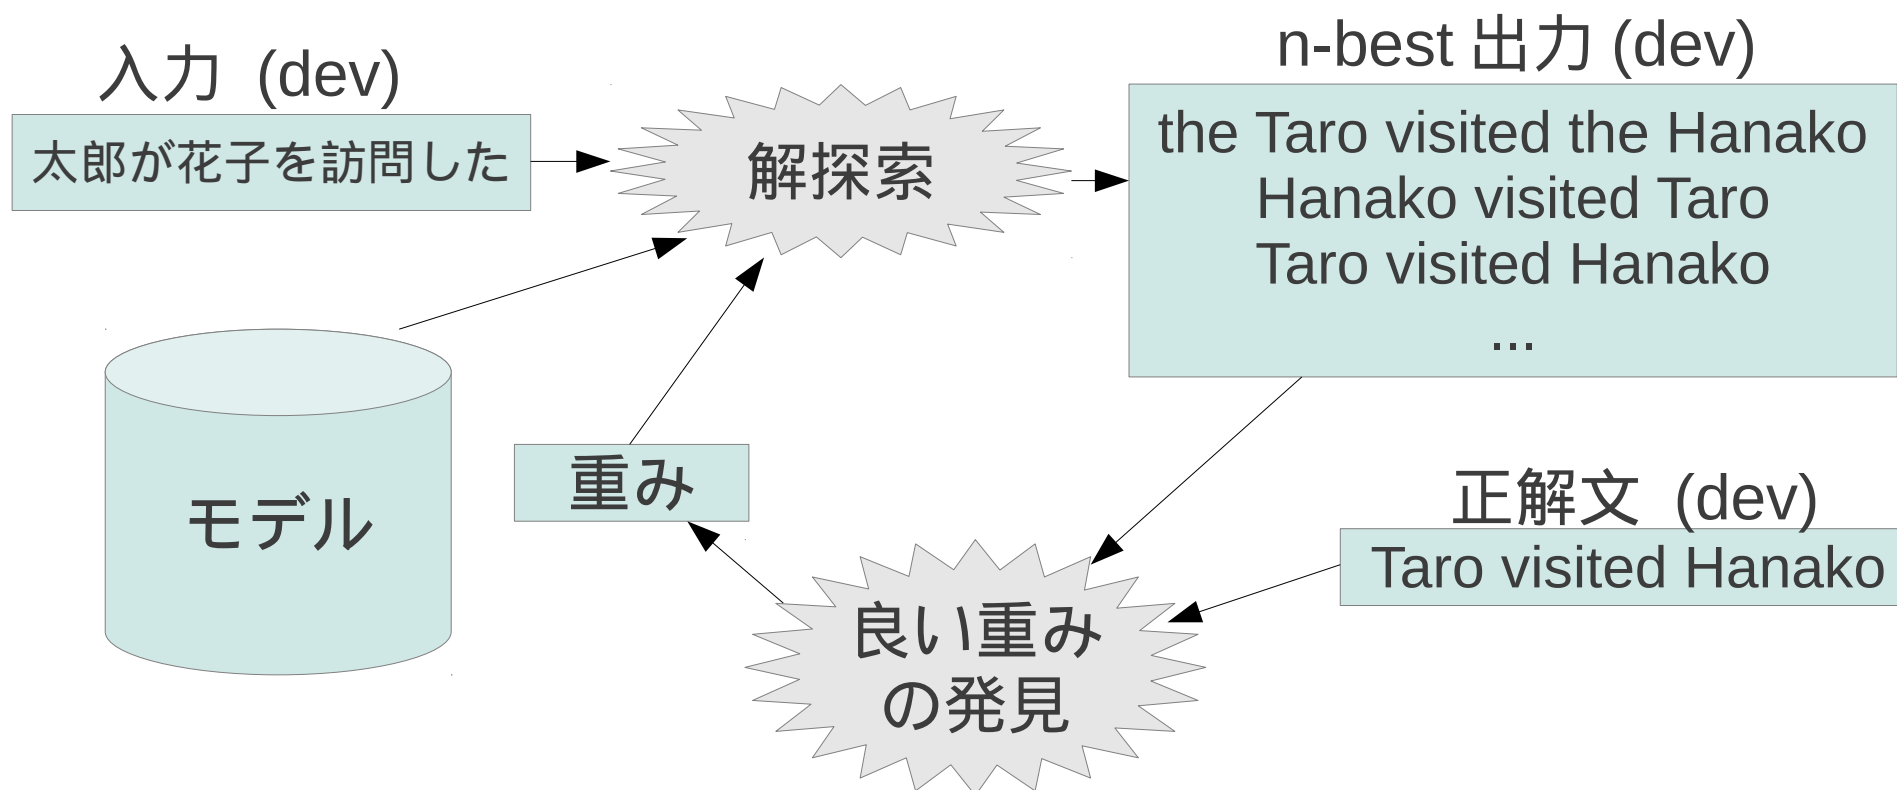 入力 (dev)
太郎が花子を訪問した
解探索
n-best 出力 (dev)
the Taro visited the Hanako
Hanako visited Taro
Taro visited Hanako
...
モデル
重み
正解文 (dev)
Taro visited Hanako
良い重み
の発見